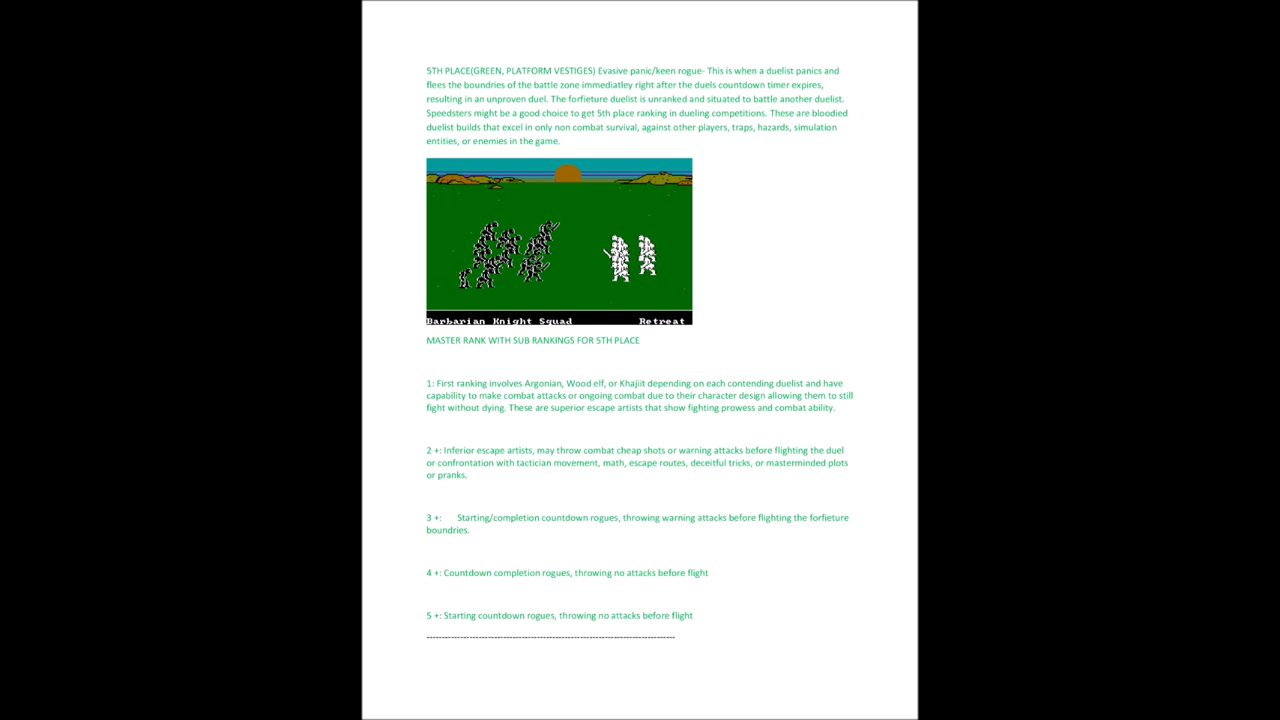 5TH PLACE(GREEN, PLATFORM VESTIGES) Evasive panic/keen rogue- This is when a duelist panics and
flees the boundries of the battle zone immediatley right after the duels countdown timer expires,
resulting in an unproven duel. The forfieture duelist is unranked and situated to battle another duelist.
Speedsters might be a good choice to get 5th place ranking in dueling competitions. These are bloodied
duelist builds that excel in only non combat survival, against other players, traps, hazards, simulation
entities, or enemies in the game.
Barbarian Knight Squad Retreat
MASTER RANK WITH SUB RANKINGS FOR 5TH PLACE
1: First ranking involves Argonian, Wood elf, or Khajiit depending on each contending duelist and have
capability to make combat attacks or ongoing combat due to their character design allowing them to still
fight without dying. These are superior escape artists that show fighting prowess and combat ability.
2 +: Inferior escape artists, may throw combat cheap shots or warning attacks before flighting the duel
or confrontation with tactician movement, math, escape routes, deceitful tricks, or masterminded plots
or pranks.
3 +: Starting/completion countdown rogues, throwing warning attacks before flighting the forfieture
boundries.
4 +: Countdown completion rogues, throwing no attacks before flight
5 +: Starting countdown rogues, throwing no attacks before flight
--------------------------------------------------------------------------------